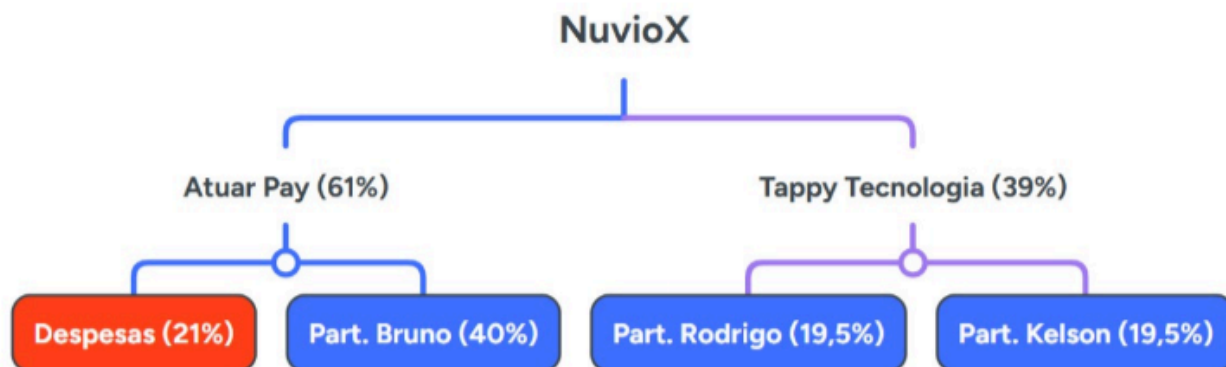 NuvioX
Atuar Pay (61%)
Tappy Tecnologia (39%)
Despesas (21%)
Part. Bruno (40%)
Part. Rodrigo (19,5%)
Part. Kelson (19,5%)